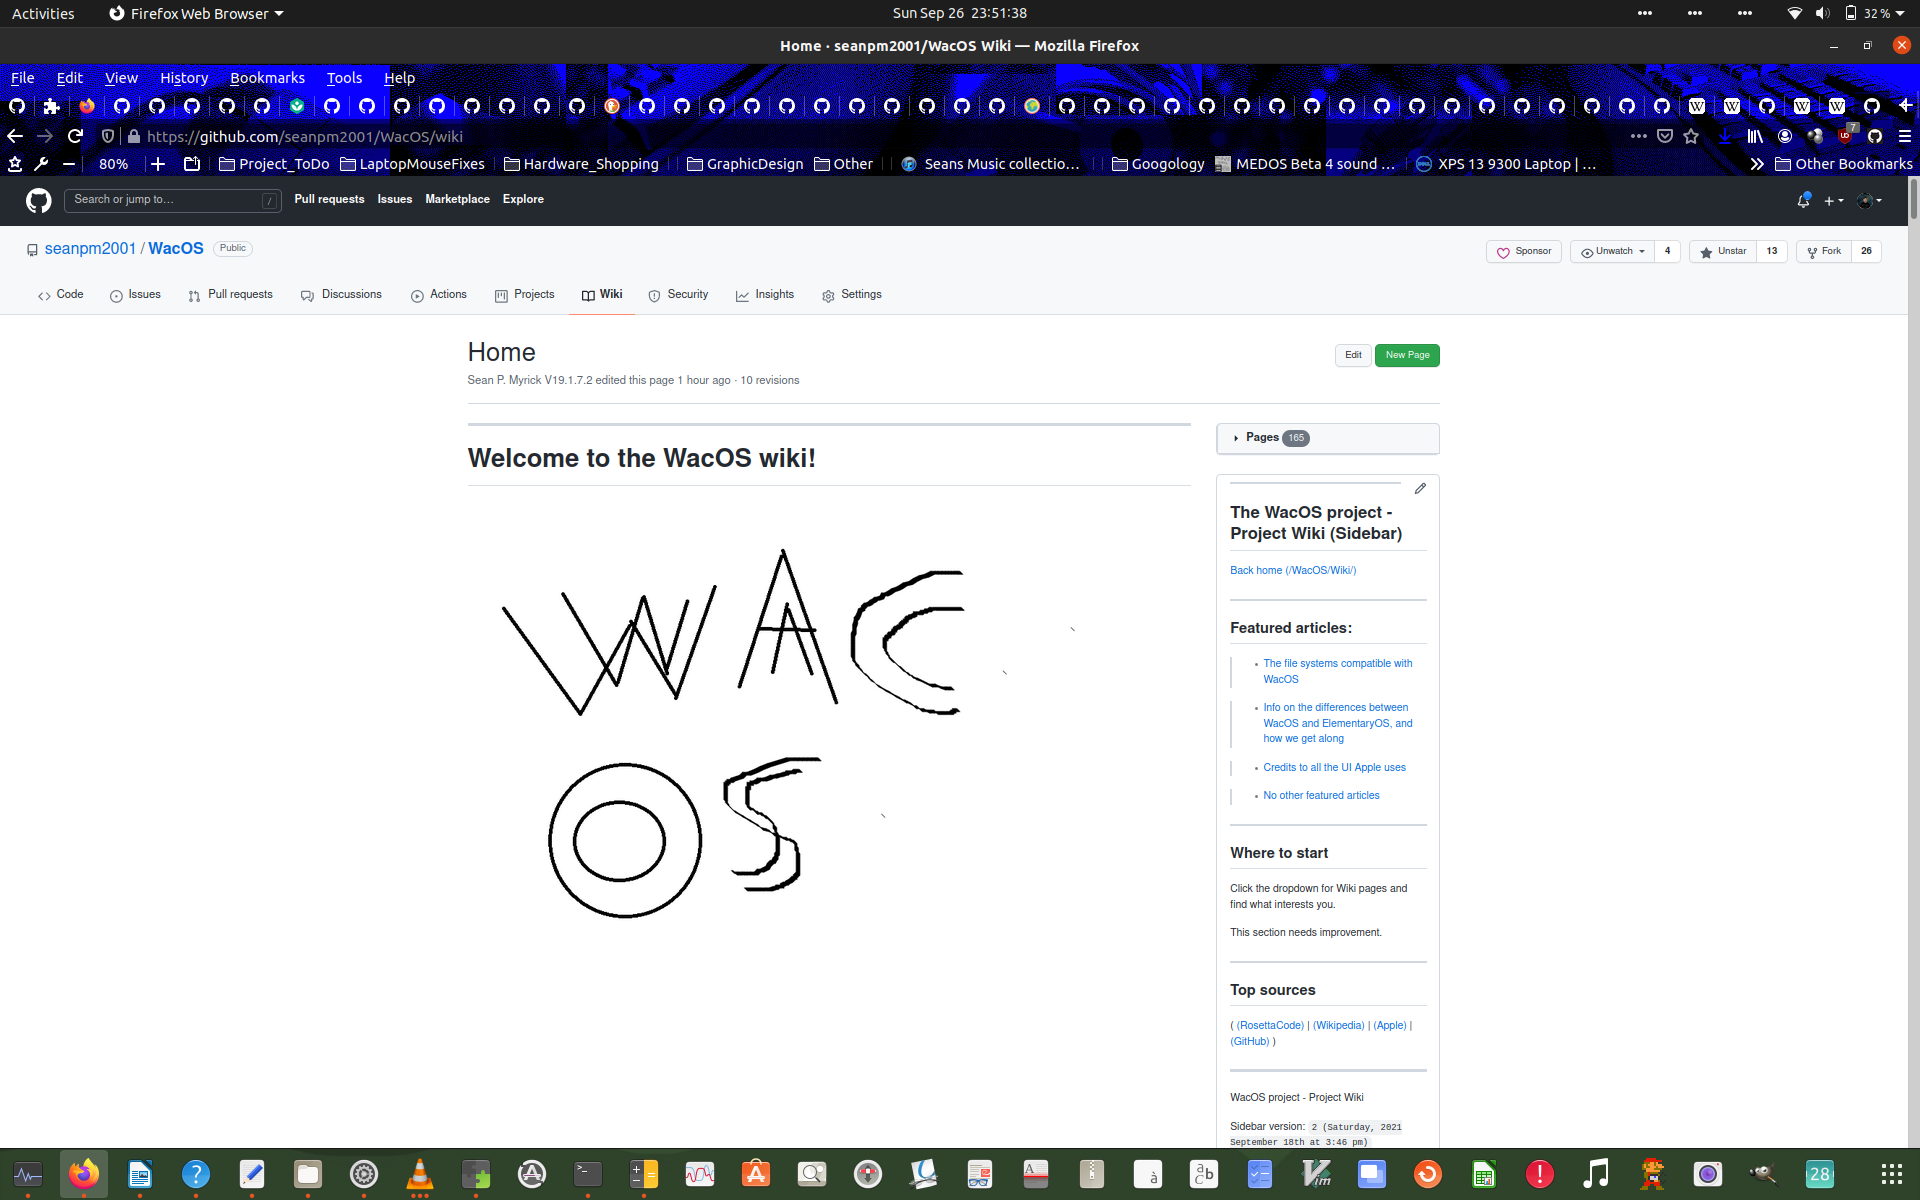 Activities Firefox Web Browser Sun Sep 26 23:51:38 32 %
Home · seanpm2001/WacOS Wiki — Mozilla Firefox
File Edit View History Bookmarks Tools Help
https://github.com/seanpm2001/WacOS/wiki 7
80% Project_ToDo LaptopMouseFixes Hardware_Shopping GraphicDesign Other Seans Music collectio… Googology MEDOS Beta 4 sound … XPS 13 9300 Laptop | … Other Bookmarks
Search or jump to… / Pull requests Issues Marketplace Explore
seanpm2001 / WacOS Public Sponsor Unwatch 4 Unstar 13 Fork 26
Code Issues Pull requests Discussions Actions Projects Wiki Security Insights Settings
Home Edit New Page
Sean P. Myrick V19.1.7.2 edited this page 1 hour ago · 10 revisions
Pages 165
Welcome to the WacOS wiki!
WAC
OS
The WacOS project -
Project Wiki (Sidebar)
Back home (/WacOS/Wiki/)
Featured articles:
• The file systems compatible with
WacOS
• Info on the differences between
WacOS and ElementaryOS, and
how we get along
• Credits to all the UI Apple uses
• No other featured articles
Where to start
Click the dropdown for Wiki pages and
find what interests you.
This section needs improvement.
Top sources
( (RosettaCode) | (Wikipedia) | (Apple) |
(GitHub) )
WacOS project - Project Wiki
Sidebar version: 2 (Saturday, 2021
September 18th at 3:46 pm)
28